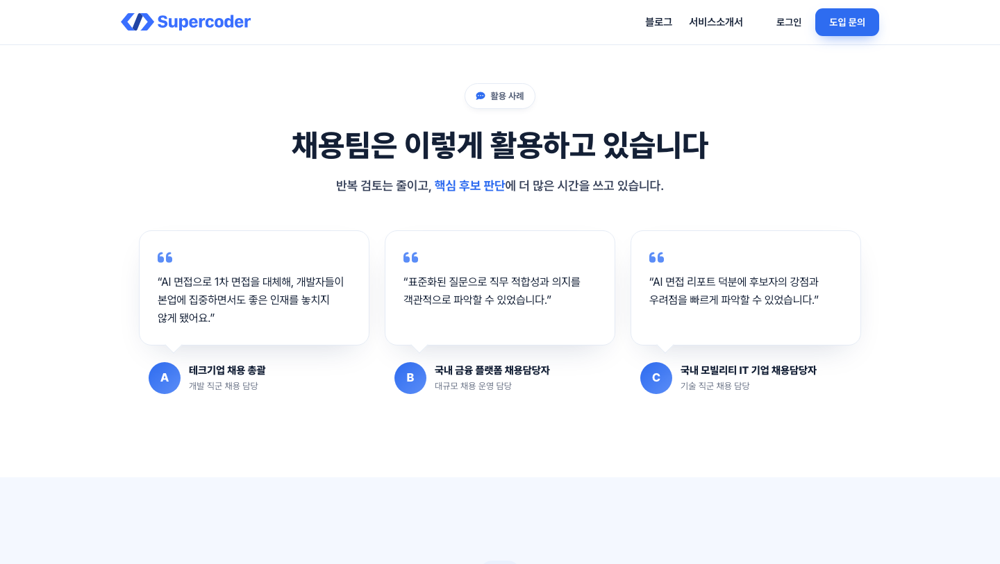 Supercoder
블로그
서비스소개서
로그인
도입 문의
활용 사례
채용팀은 이렇게 활용하고 있습니다
반복 검토는 줄이고, 핵심 후보 판단에 더 많은 시간을 쓰고 있습니다.
“AI 면접으로 1차 면접을 대체해, 개발자들이
본업에 집중하면서도 좋은 인재를 놓치지
않게 됐어요.”
A
테크기업 채용 총괄
개발 직군 채용 담당
“표준화된 질문으로 직무 적합성과 의지를
객관적으로 파악할 수 있었습니다.”
B
국내 금융 플랫폼 채용담당자
대규모 채용 운영 담당
“AI 면접 리포트 덕분에 후보자의 강점과
우려점을 빠르게 파악할 수 있었습니다.”
C
국내 모빌리티 IT 기업 채용담당자
기술 직군 채용 담당